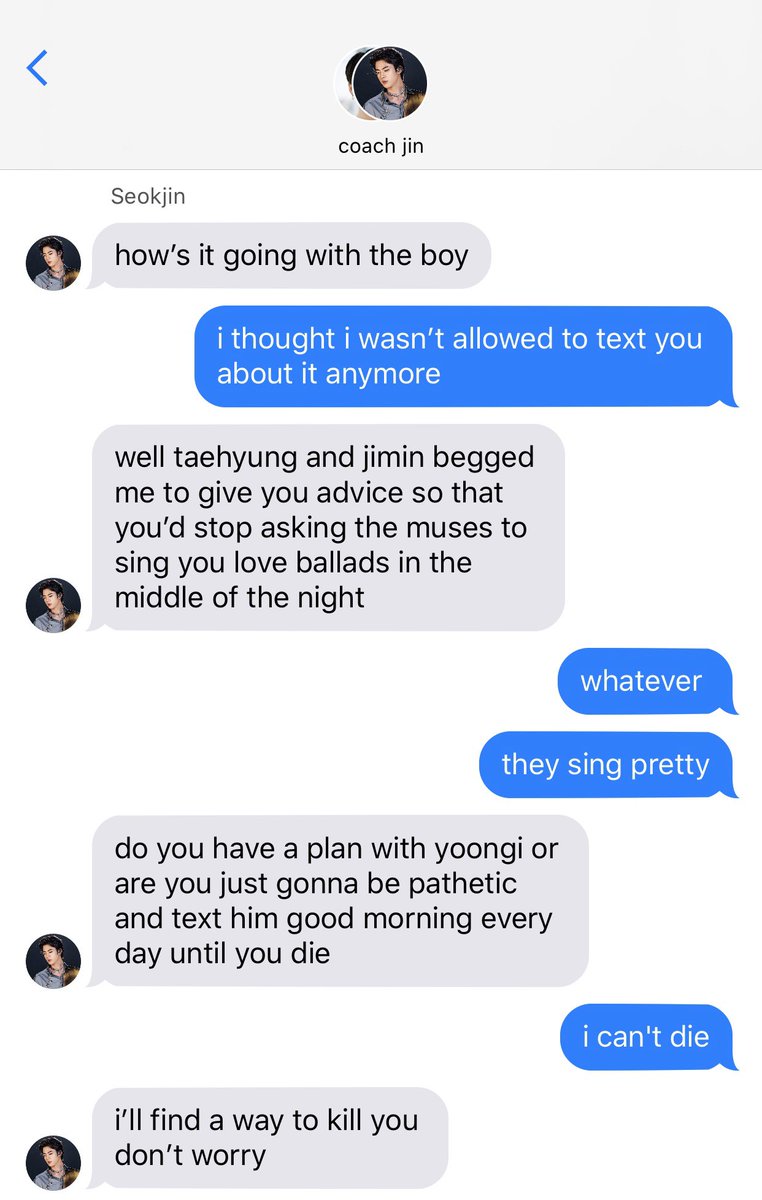 coach jin
Seokjin
how’s it going with the boy
i thought i wasn’t allowed to text you
about it anymore
well taehyung and jimin begged
me to give you advice so that
you’d stop asking the muses to
sing you love ballads in the
middle of the night
whatever
they sing pretty
do you have a plan with yoongi or
are you just gonna be pathetic
and text him good morning every
day until you die
i can't die
i’ll find a way to kill you
don’t worry